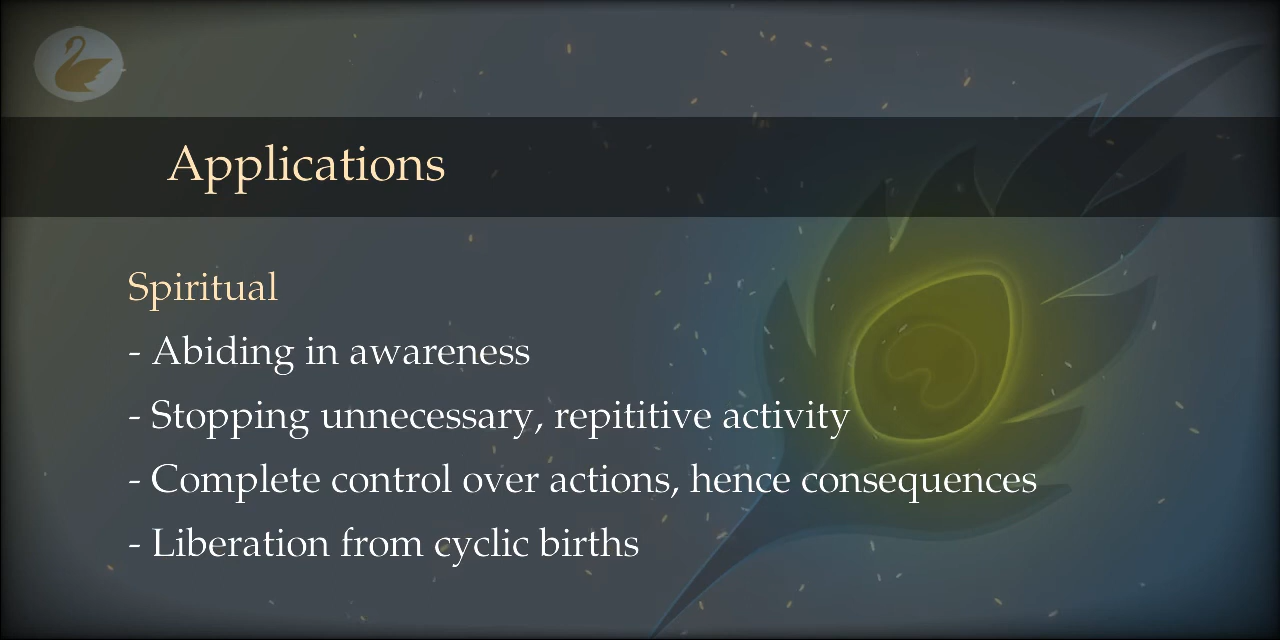 Applications
Spiritual
- Abiding in awareness
- Stopping unnecessary, repititive activity
- Complete control over actions, hence consequences
- Liberation from cyclic births